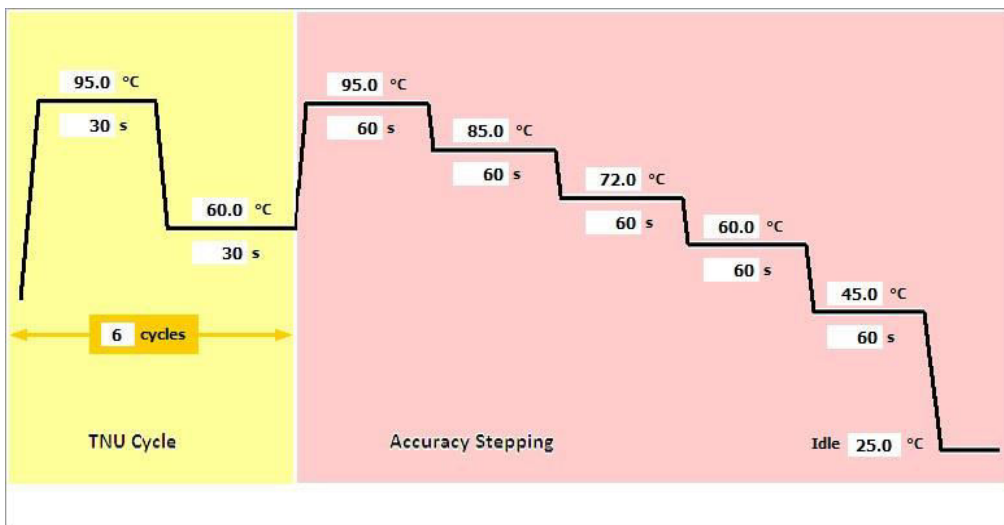 95.0 °C
30 s
60.0 °C
30 s
6 cycles
TNU Cycle
95.0 °C
60 s
85.0 °C
60 s
72.0 °C
60 s
60.0 °C
60 s
45.0 °C
60 s
Accuracy Stepping
Idle 25.0 °C